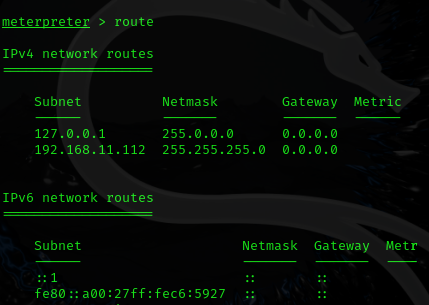 meterpreter > route
IPv4 network routes
Subnet Netmask Gateway Metric
127.0.0.1 255.0.0.0 0.0.0.0
192.168.11.112 255.255.255.0 0.0.0.0
IPv6 network routes
Subnet Netmask Gateway Metr
::1 :: ::
fe80::a00:27ff:fec6:5927 :: ::